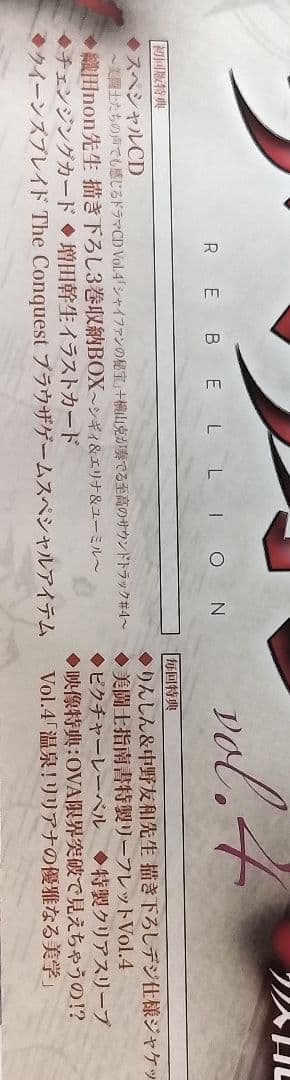 REBELLION
vol.4
初回版特典
◆スペシャルCD
～美闘士たちの声でも感じるドラマCD Vol.4「シャイファンの秘宝」+横山克が奏でる至高のサウンドトラック#4～
◆織田non先生 描き下ろし3巻収納BOX～シギィ&エリナ&ユーミル～
◆チェンジングカード ◆増田幹生イラストカード
◆クイーンズブレイド The Conquest ブラウザゲームスペシャルアイテム
毎回特典
◆りんしん&中野友和先生 描き下ろしデジ仕様ジャケッ
◆美闘士指南書特製リーフレットVol.4
◆ピクチャーレーベル ◆特製クリアスリーブ
◆映像特典:OVA限界突破で見えちゃうの!?
Vol.4「温泉!リリアナの優雅なる美学」